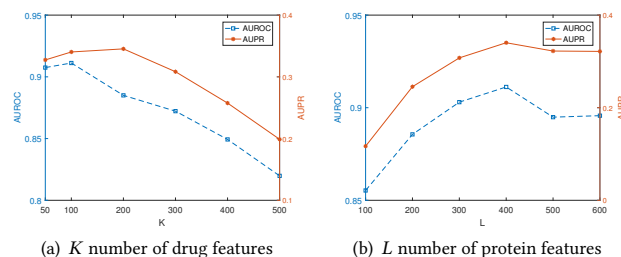 0.95
0.4
AUROC
AUPR
0.9
0.3
AUROC
AUPR
0.85
0.2
0.8
0.1
50 100 200 300 400 500
K
(a) K number of drug features
0.95
0.4
AUROC
AUPR
0.9
0.2
AUROC
AUPR
0.85
0
100 200 300 400 500 600
L
(b) L number of protein features